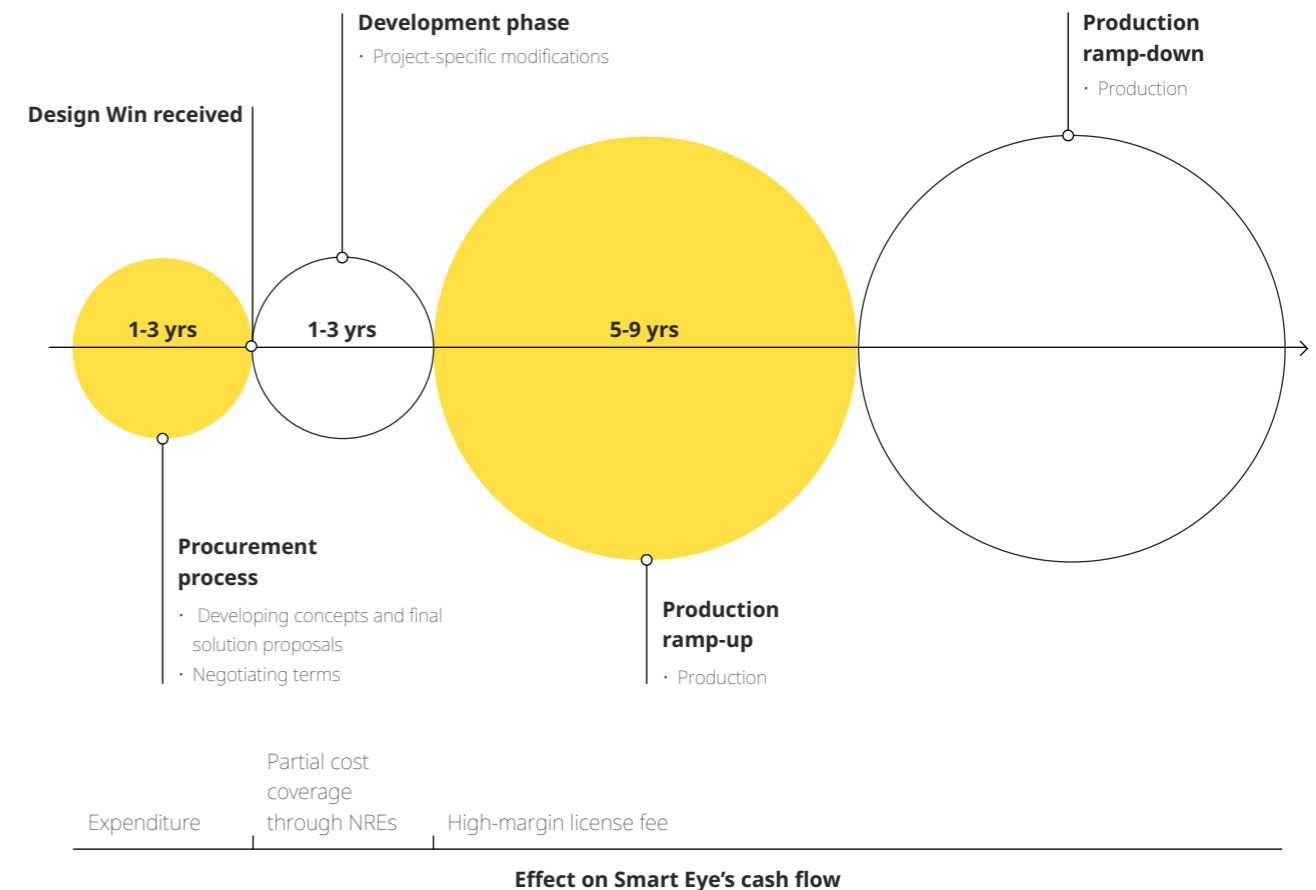 Development phase
· Project-specific modifications
Production
ramp-down
· Production
Design Win received
1-3 yrs
1-3 yrs
5-9 yrs
Procurement
process
· Developing concepts and final
solution proposals
· Negotiating terms
Production
ramp-up
· Production
Expenditure
Partial cost
coverage
through NREs
High-margin license fee
Effect on Smart Eye's cash flow